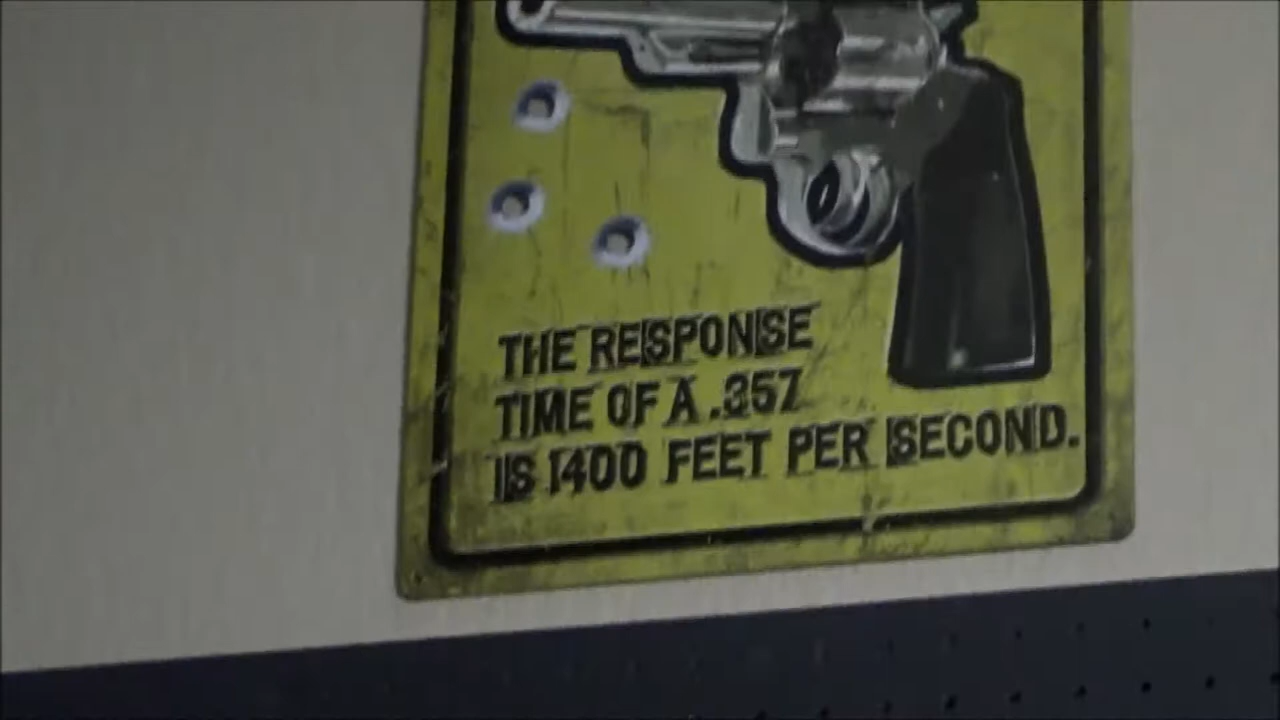 THE RESPONSE
TIME OF A .357
IS 1400 FEET PER SECOND.